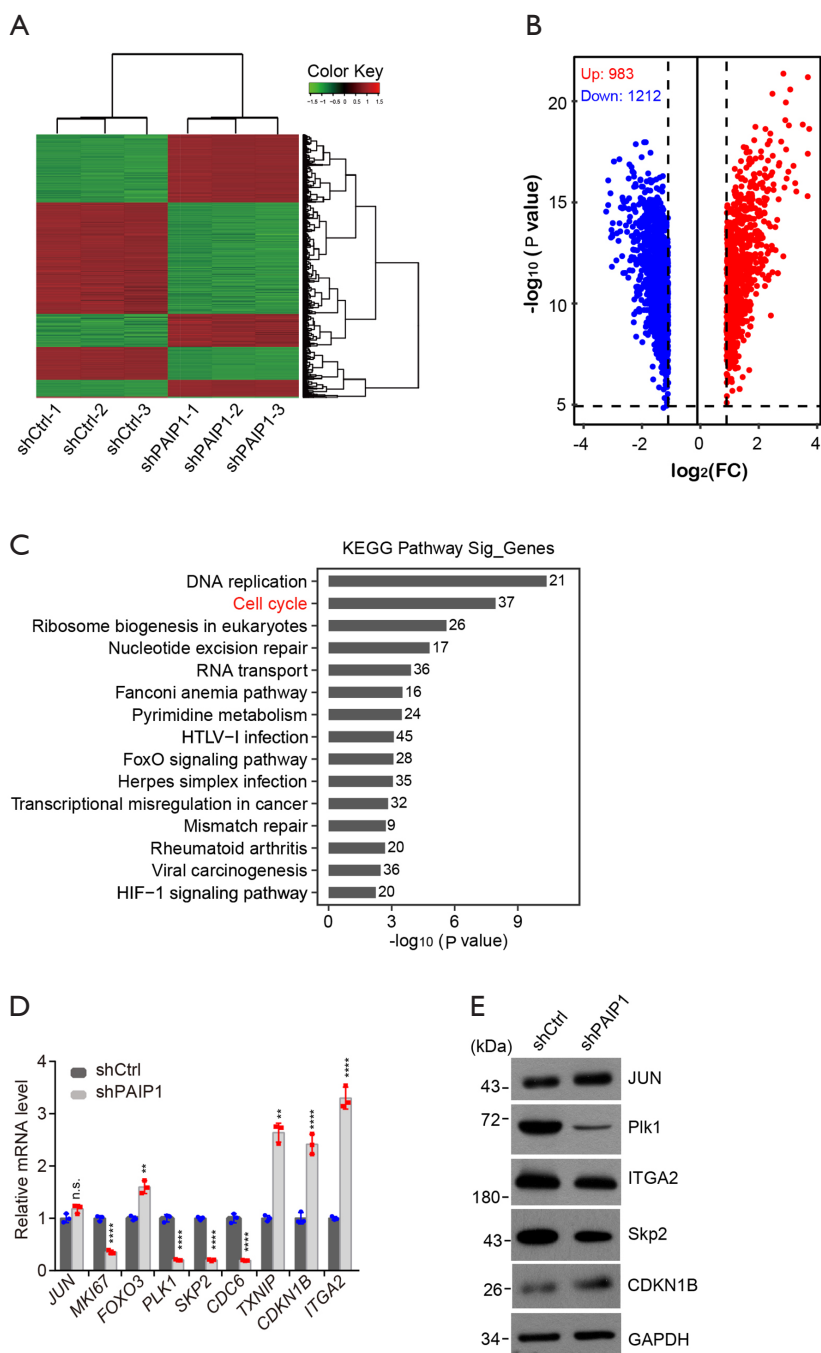 A
Color Key
-1.5 -1 -0.5 0 0.5 1 1.5
shCtrl-1
shCtrl-2
shCtrl-3
shPAIP1-1
shPAIP1-2
shPAIP1-3
B
Up: 983
Down: 1212
20
15
10
5
-log10 (P value)
-4 -2 0 2 4
log2(FC)
C
KEGG Pathway Sig_Genes
DNA replication 21
Cell cycle 37
Ribosome biogenesis in eukaryotes 26
Nucleotide excision repair 17
RNA transport 36
Fanconi anemia pathway 16
Pyrimidine metabolism 24
HTLV−I infection 45
FoxO signaling pathway 28
Herpes simplex infection 35
Transcriptional misregulation in cancer 32
Mismatch repair 9
Rheumatoid arthritis 20
Viral carcinogenesis 36
HIF−1 signaling pathway 20
0 3 6 9
-log10 (P value)
D
Relative mRNA level
4
3
2
1
0
shCtrl
shPAIP1
n.s.
****
**
****
****
****
**
****
****
JUN
MKI67
FOXO3
PLK1
SKP2
CDC6
TXNIP
CDKN1B
ITGA2
E
(kDa)
shCtrl
shPAIP1
43 JUN
72 Plk1
180 ITGA2
43 Skp2
26 CDKN1B
34 GAPDH